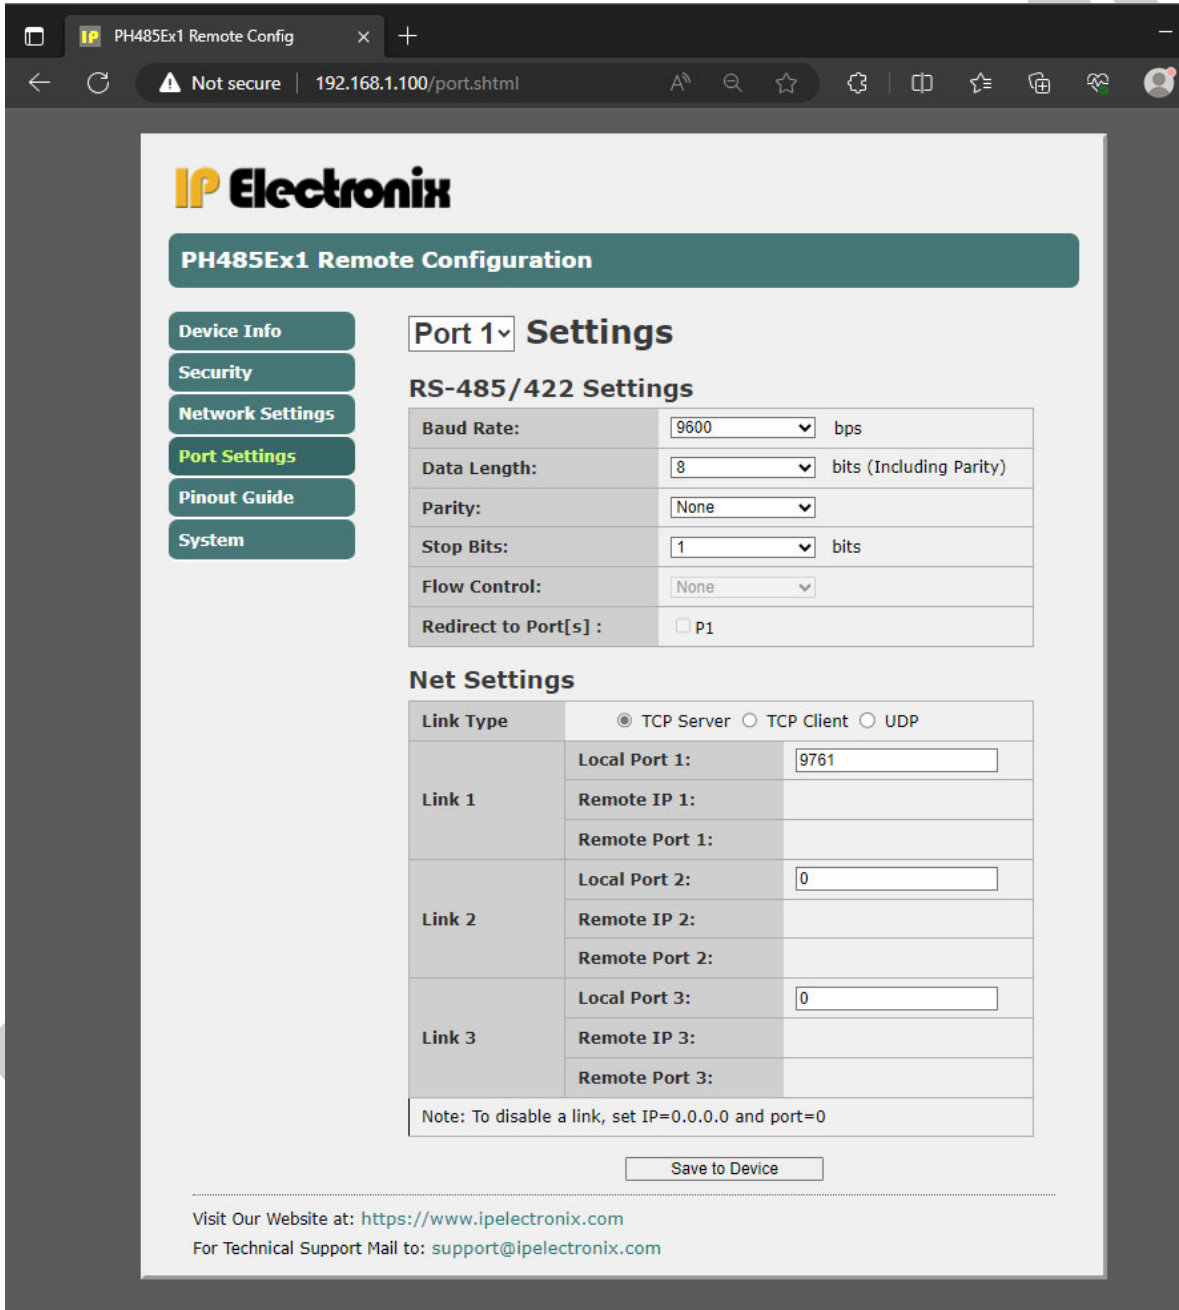 IP PH485Ex1 Remote Config
Not secure | 192.168.1.100/port.shtml
IP Electronix
PH485Ex1 Remote Configuration
Device Info
Security
Network Settings
Port Settings
Pinout Guide
System
Port 1 Settings
RS-485/422 Settings
Baud Rate: 9600 bps
Data Length: 8 bits (Including Parity)
Parity: None
Stop Bits: 1 bits
Flow Control: None
Redirect to Port[s] : P1
Net Settings
Link Type TCP Server TCP Client UDP
Link 1
Local Port 1: 9761
Remote IP 1:
Remote Port 1:
Link 2
Local Port 2: 0
Remote IP 2:
Remote Port 2:
Link 3
Local Port 3: 0
Remote IP 3:
Remote Port 3:
Note: To disable a link, set IP=0.0.0.0 and port=0
Save to Device
Visit Our Website at: https://www.ipelectronix.com
For Technical Support Mail to: support@ipelectronix.com